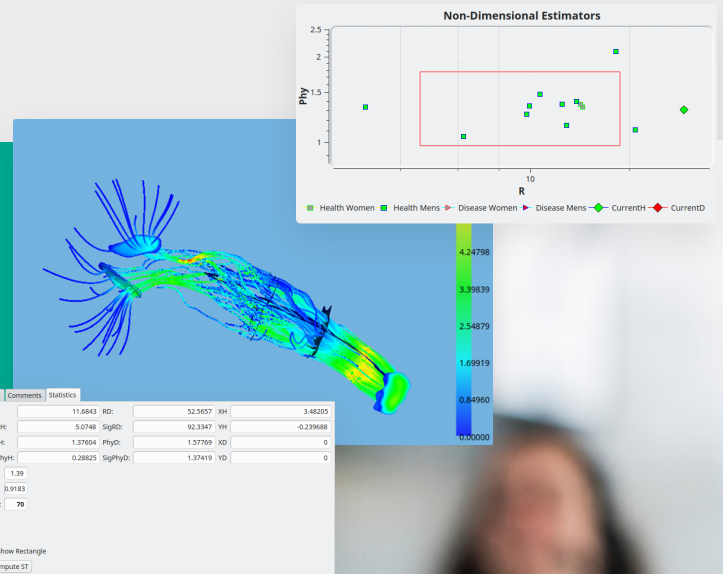 Non-Dimensional Estimators
2.5
2
1.5
1
Phy
10
R
Health Women Health Mens Disease Women Disease Mens CurrentH CurrentD
4.24798
3.39839
2.54879
1.69919
0.84960
0.00000
Comments Statistics
11.6843 RD: 52.5657 XH 3.48205
H: 5.0748 SigRD: 92.3347 YH -0.239688
H: 1.37604 PhyD: 1.57769 XD 0
hyH: 0.28825 SigPhyD: 1.37419 YD 0
1.39
0.9183
: 70
how Rectangle
mpute ST